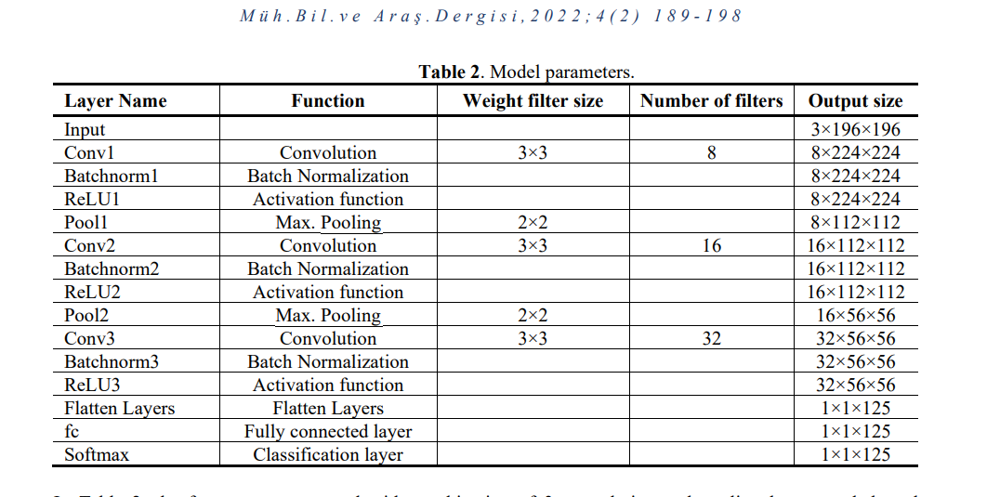 Müh.Bil.ve Araş.Dergisi,2022;4(2) 189-198
Table 2. Model parameters.
Layer Name Function Weight filter size Number of filters Output size
Input 3×196×196
Conv1 Convolution 3×3 8 8×224×224
Batchnorm1 Batch Normalization 8×224×224
ReLU1 Activation function 8×224×224
Pool1 Max. Pooling 2×2 8×112×112
Conv2 Convolution 3×3 16 16×112×112
Batchnorm2 Batch Normalization 16×112×112
ReLU2 Activation function 16×112×112
Pool2 Max. Pooling 2×2 16×56×56
Conv3 Convolution 3×3 32 32×56×56
Batchnorm3 Batch Normalization 32×56×56
ReLU3 Activation function 32×56×56
Flatten Layers Flatten Layers 1×1×125
fc Fully connected layer 1×1×125
Softmax Classification layer 1×1×125